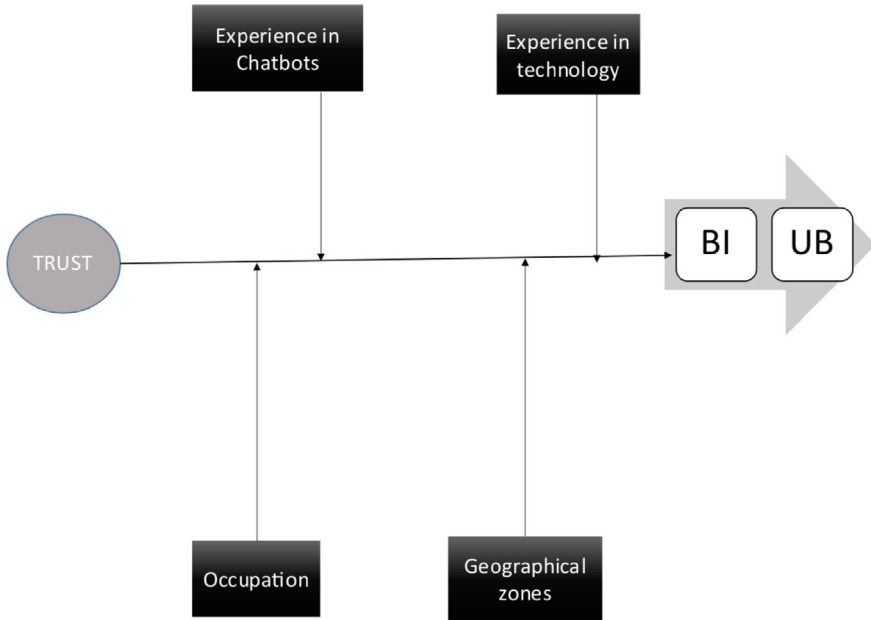 Experience in
Chatbots
Experience in
technology
TRUST
BI
UB
Occupation
Geographical
zones